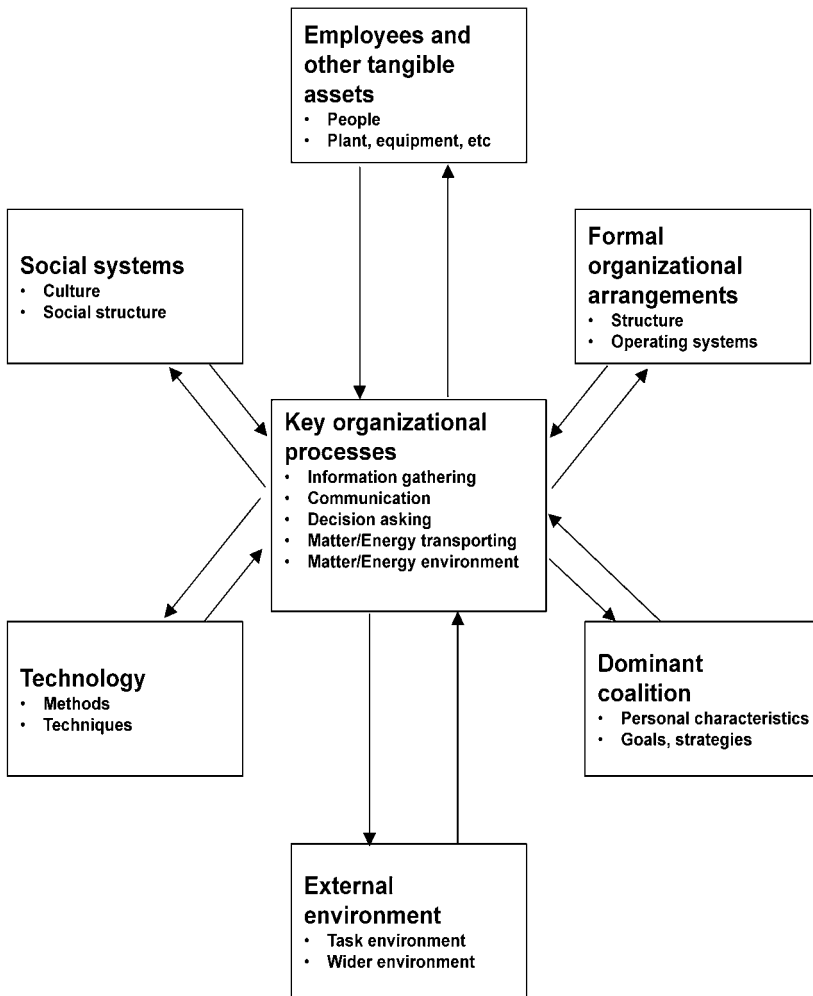 Employees and
other tangible
assets
• People
• Plant, equipment, etc
Social systems
• Culture
• Social structure
Formal
organizational
arrangements
• Structure
• Operating systems
Key organizational
processes
• Information gathering
• Communication
• Decision asking
• Matter/Energy transporting
• Matter/Energy environment
Technology
• Methods
• Techniques
Dominant
coalition
• Personal characteristics
• Goals, strategies
External
environment
• Task environment
• Wider environment